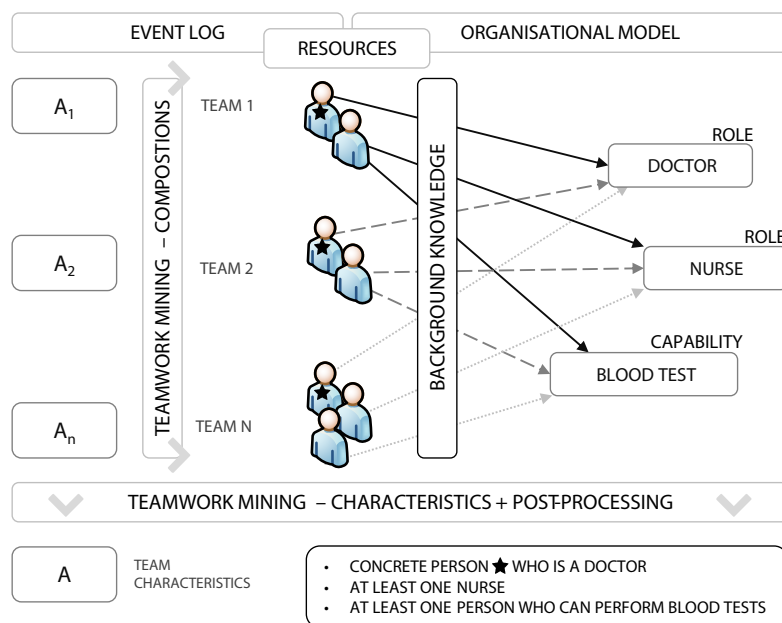 EVENT LOG
RESOURCES
ORGANISATIONAL MODEL
A1
TEAM 1
ROLE
DOCTOR
TEAMWORK MINING – COMPOSTIONS
BACKGROUND KNOWLEDGE
A2
TEAM 2
ROLE
NURSE
CAPABILITY
BLOOD TEST
An
TEAM N
TEAMWORK MINING – CHARACTERISTICS + POST-PROCESSING
A
TEAM
CHARACTERISTICS
• CONCRETE PERSON ★ WHO IS A DOCTOR
• AT LEAST ONE NURSE
• AT LEAST ONE PERSON WHO CAN PERFORM BLOOD TESTS